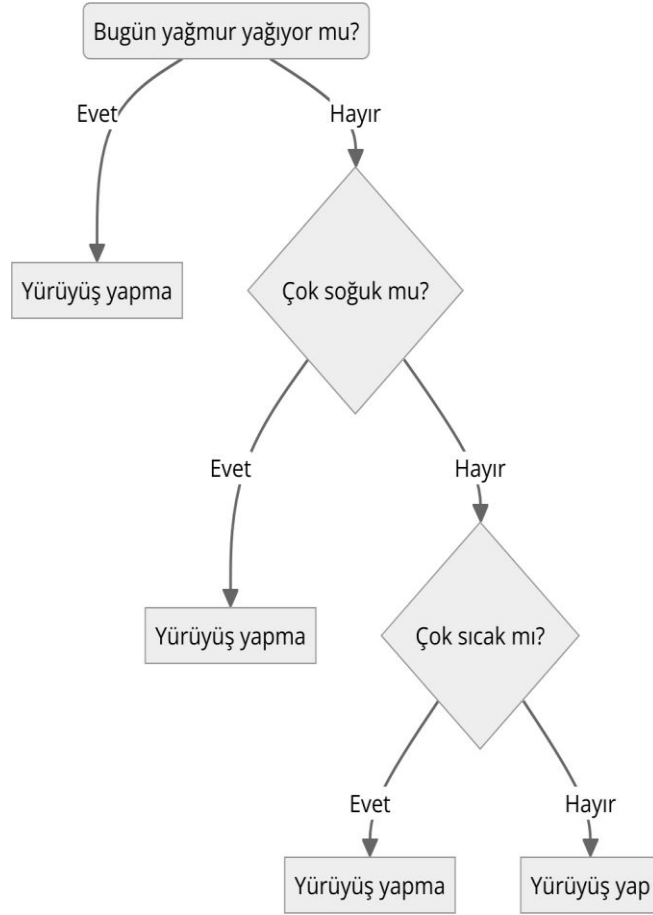 Bugün yağmur yağıyor mu?
Evet
Hayır
Yürüyüş yapma
Çok soğuk mu?
Evet
Hayır
Yürüyüş yapma
Çok sıcak mı?
Evet
Hayır
Yürüyüş yapma
Yürüyüş yap